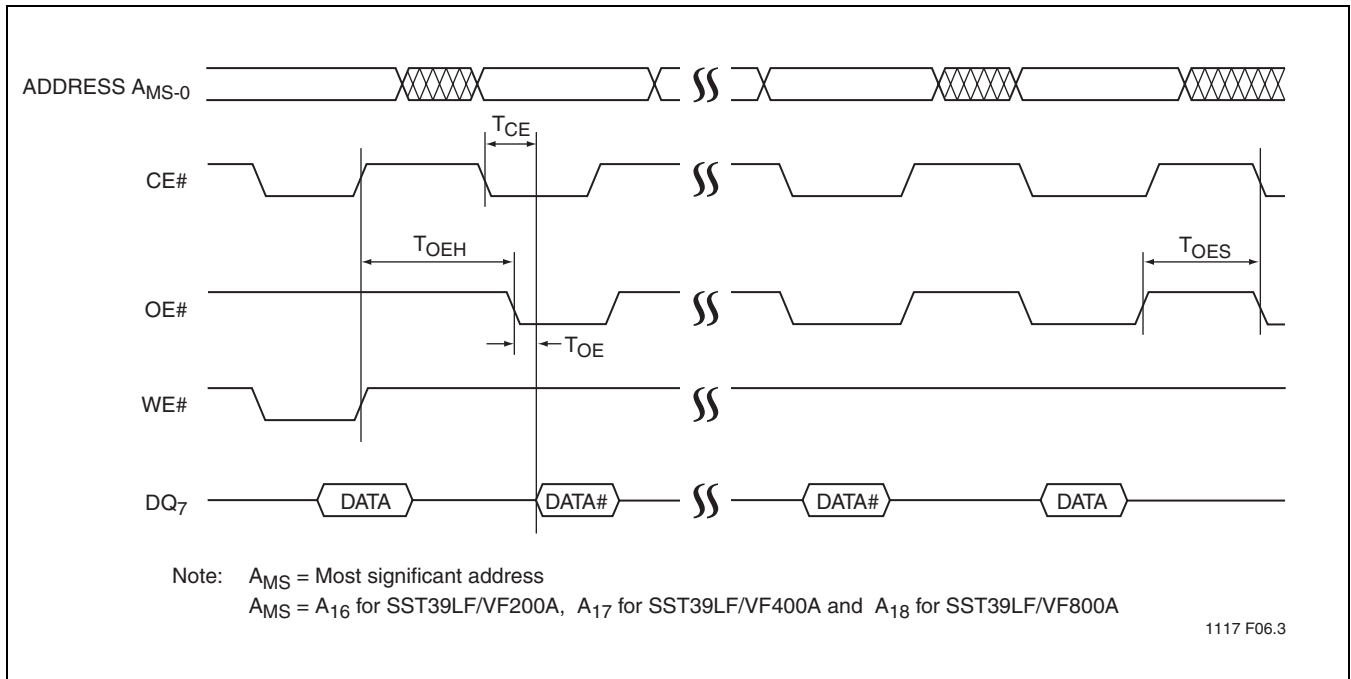 ADDRESS AMS-0
TCE
CE#
TOEH
TOES
OE#
TOE
WE#
DQ7
DATA
DATA#
DATA#
DATA
Note: AMS = Most significant address
AMS = A16 for SST39LF/VF200A, A17 for SST39LF/VF400A and A18 for SST39LF/VF800A
1117 F06.3